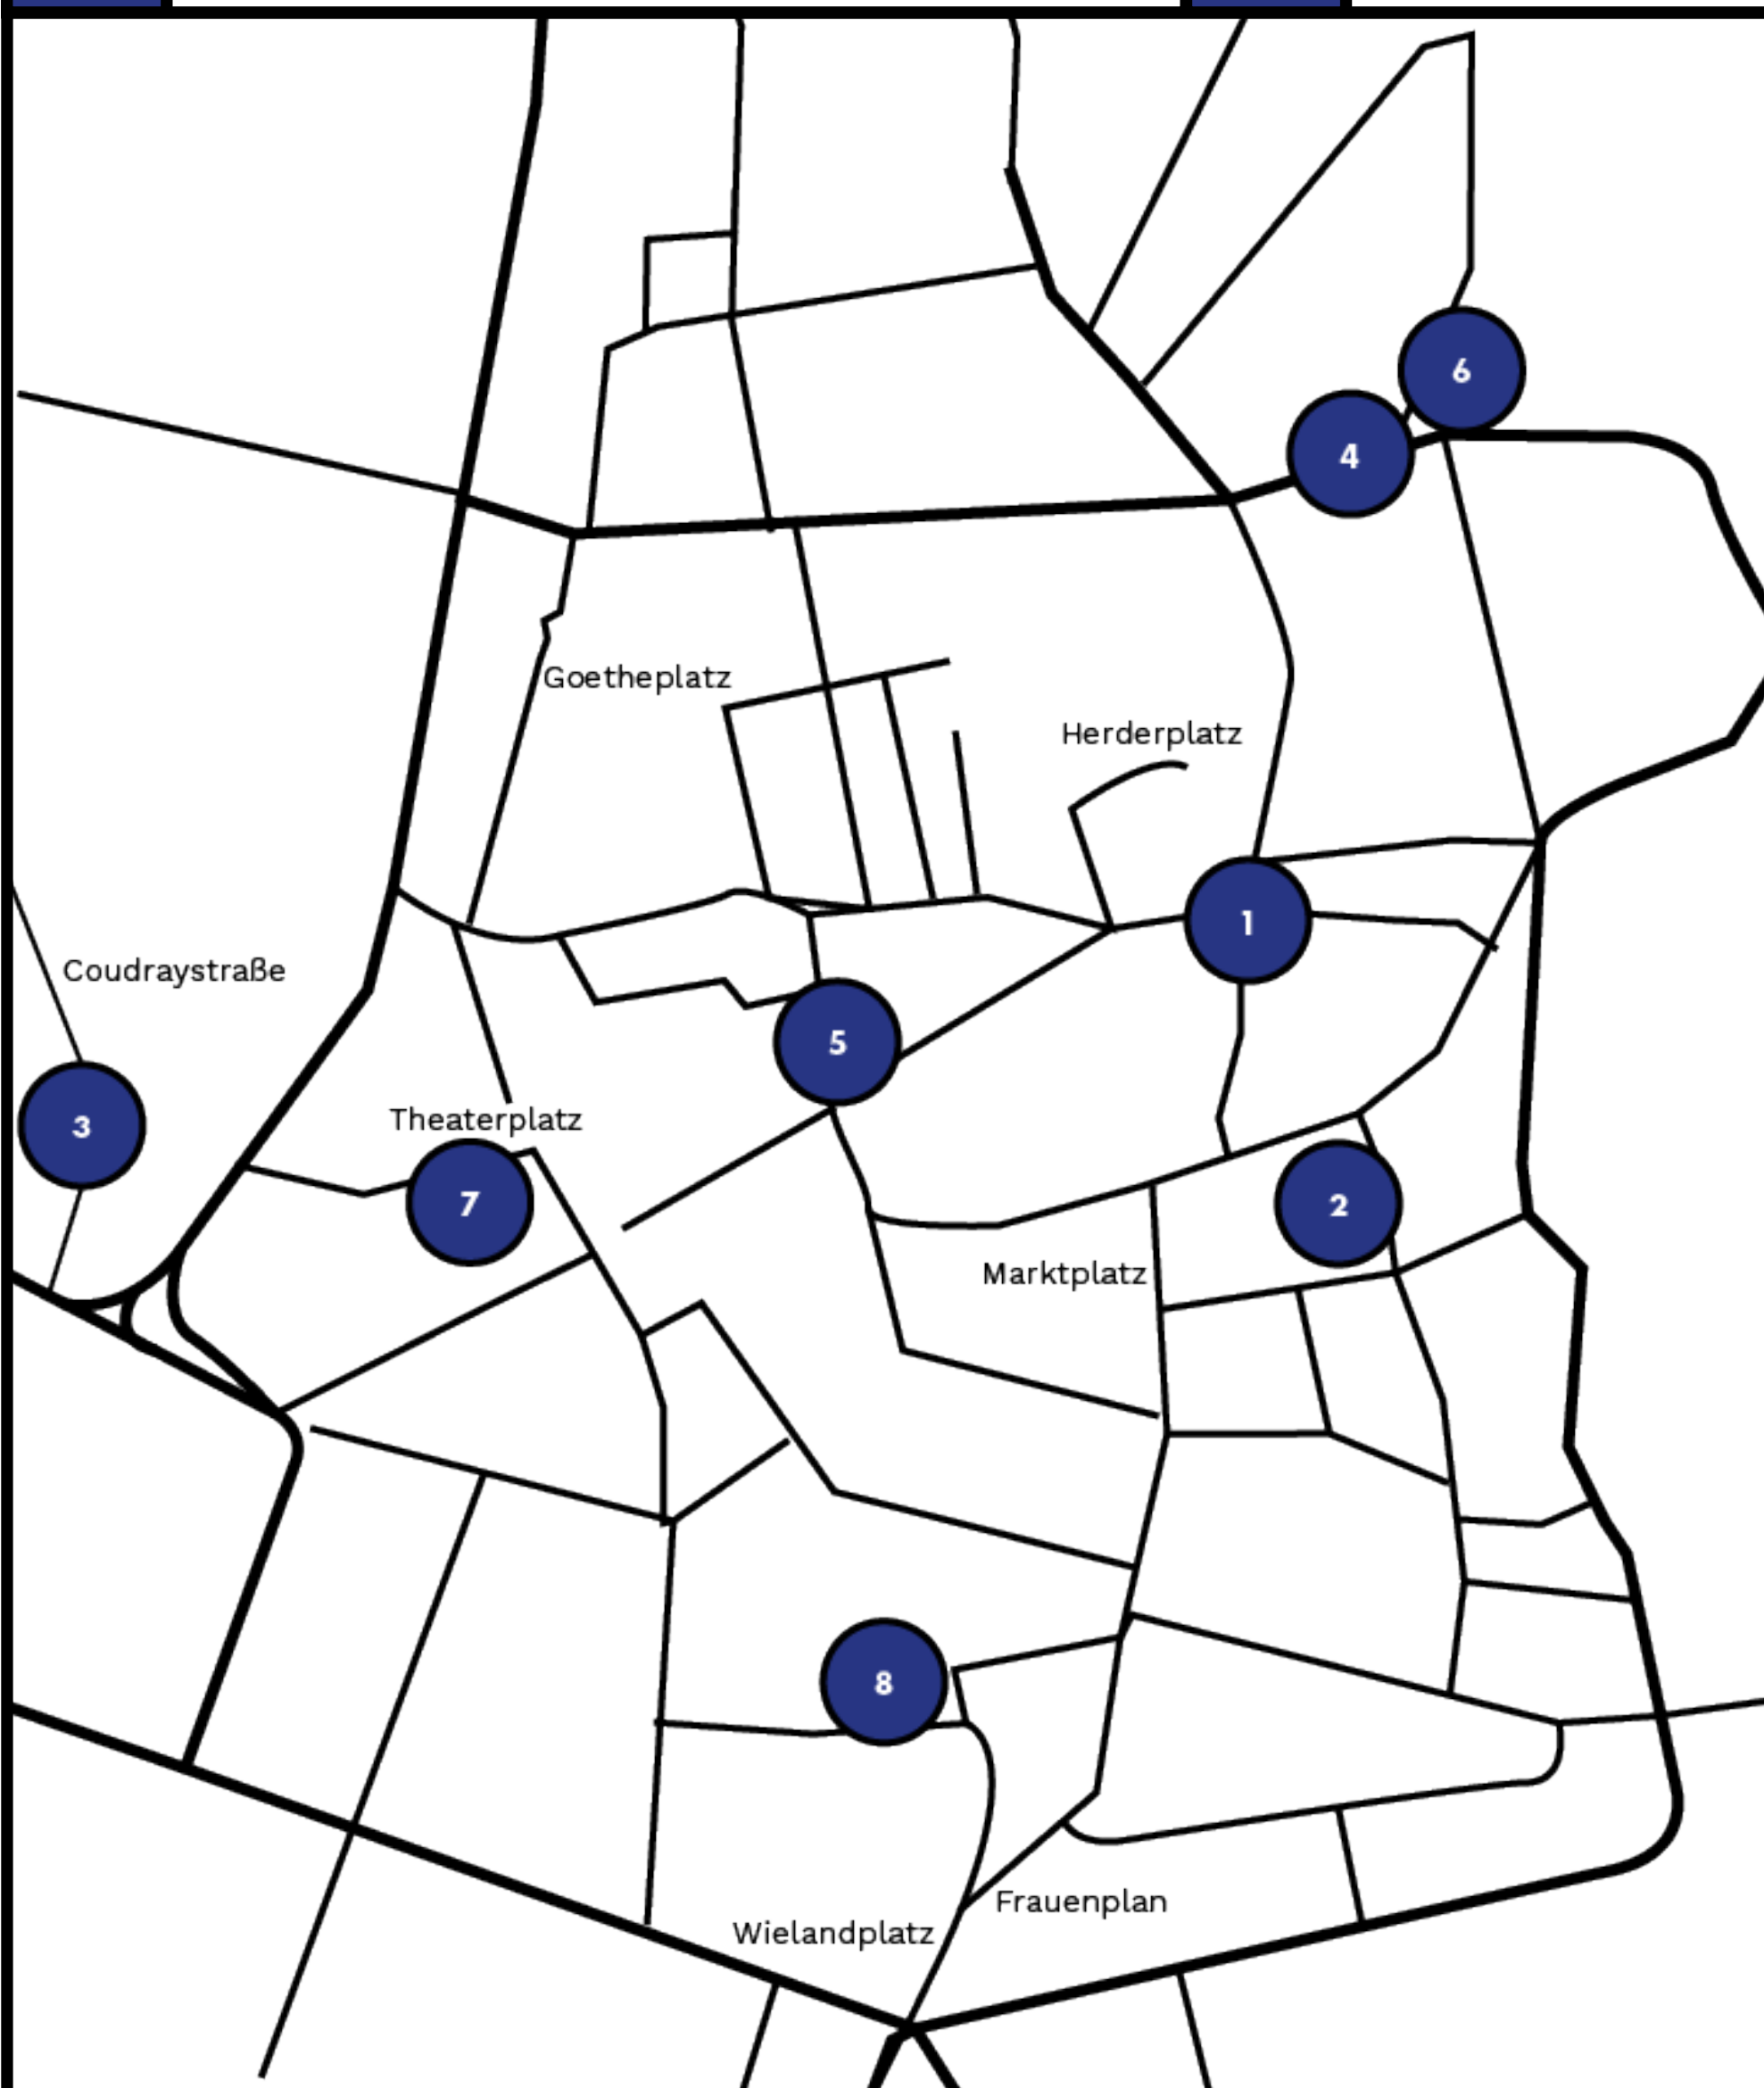 6
4
Goetheplatz
Herderplatz
1
Coudraystraße
5
Theaterplatz
3
7
2
Marktplatz
8
Frauenplan
Wielandplatz